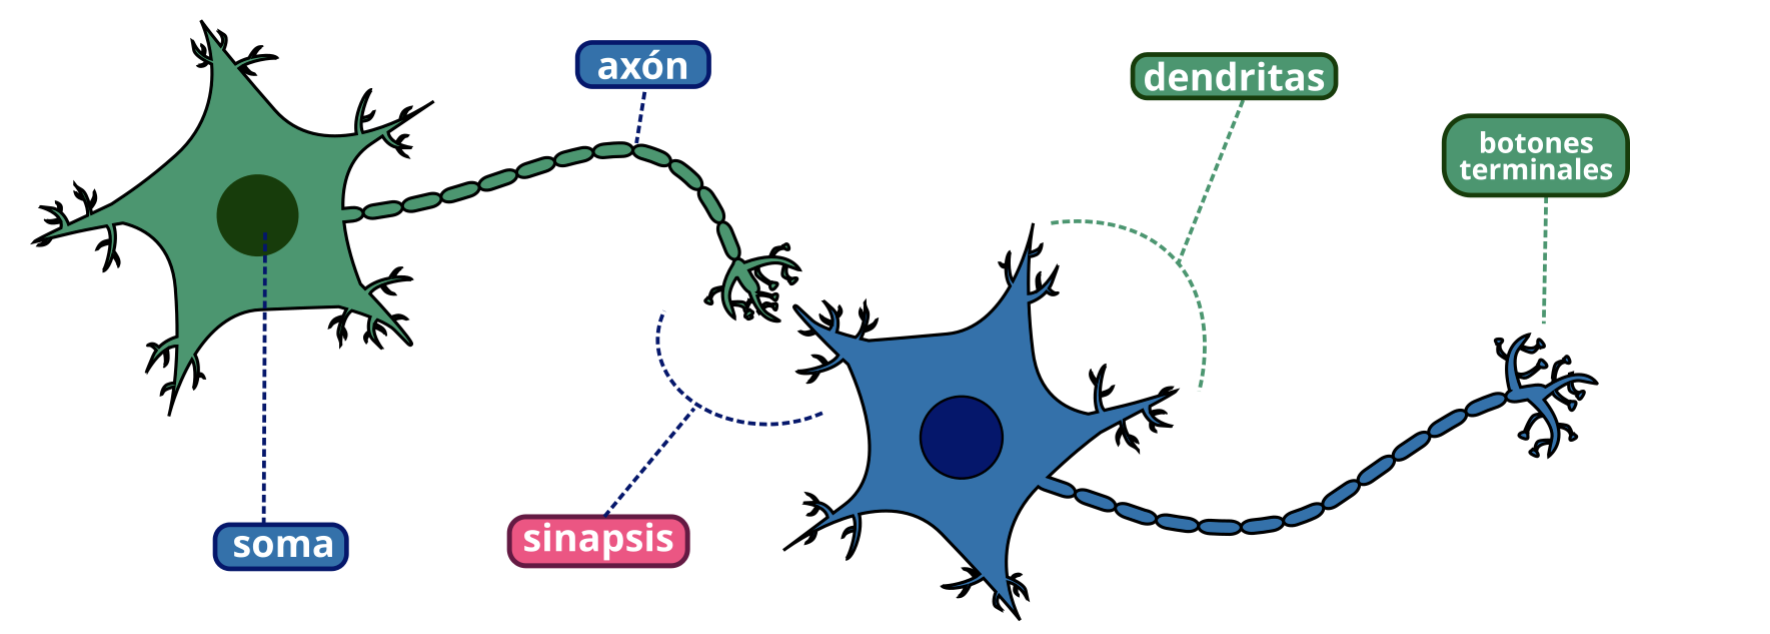 axón
dendritas
botones
terminales
soma
sinapsis